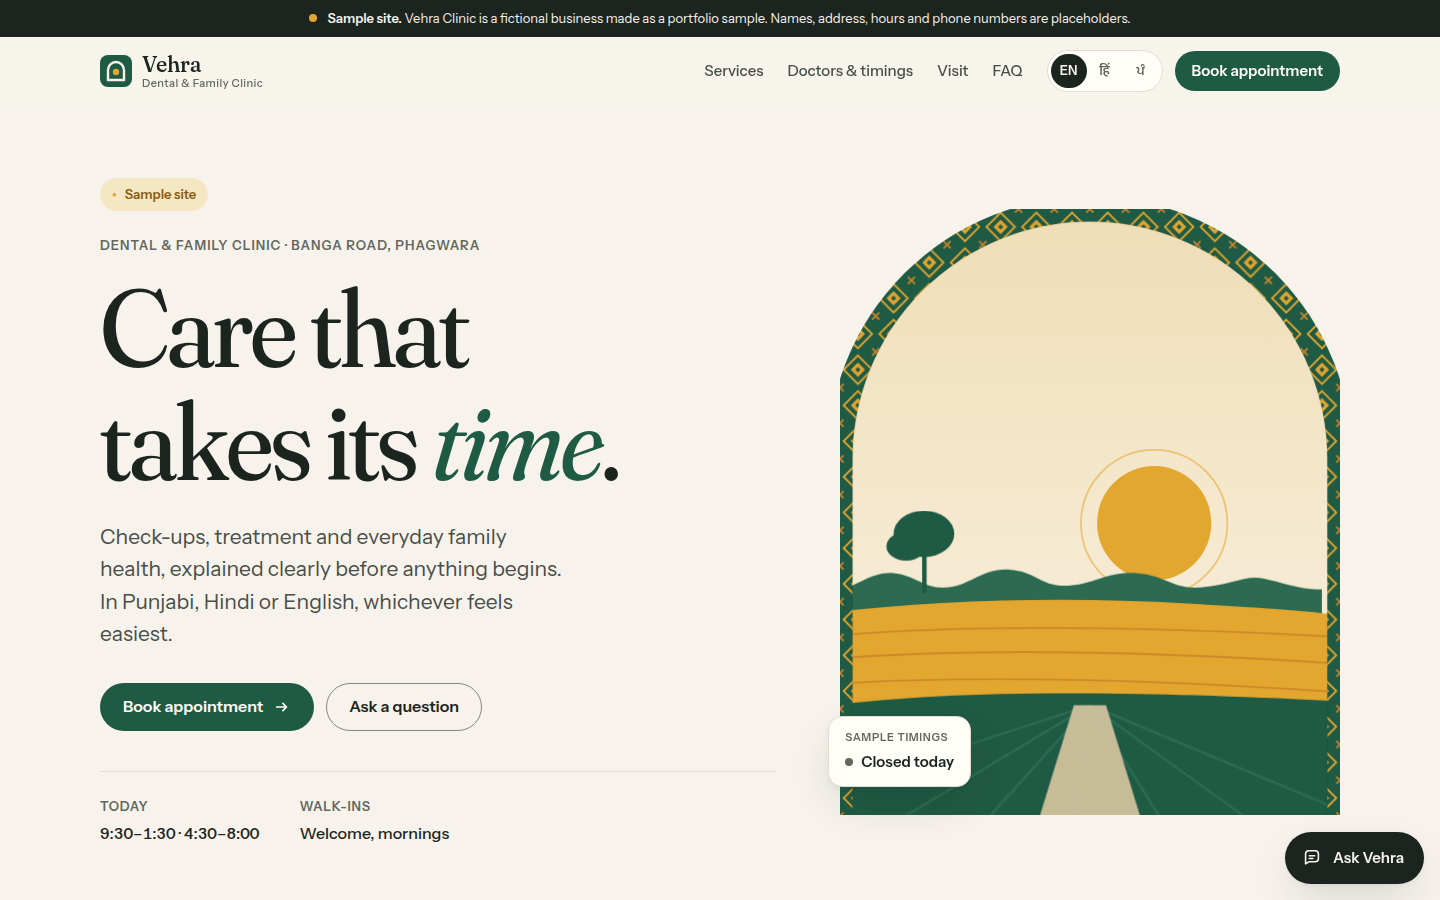 Sample site. Vehra Clinic is a fictional business made as a portfolio sample. Names, address, hours and phone numbers are placeholders.
Vehra
Dental & Family Clinic
Services
Doctors & timings
Visit
FAQ
EN
हिं
पੰ
Book appointment
Sample site
DENTAL & FAMILY CLINIC · BANGA ROAD, PHAGWARA
Care that
takes its time.
Check-ups, treatment and everyday family
health, explained clearly before anything begins.
In Punjabi, Hindi or English, whichever feels
easiest.
Book appointment →
Ask a question
SAMPLE TIMINGS
Closed today
TODAY
WALK-INS
9:30–1:30 · 4:30–8:00
Welcome, mornings
Ask Vehra